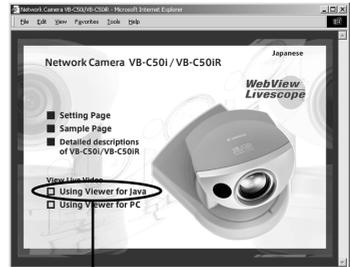 Network Camera VB-C50i/VB-C50iR - Microsoft Internet Explorer
File Edit View Favorites Tools Help
Japanese
Network Camera VB-C50i / VB-C50iR
WebView
Livescope
Setting Page
Sample Page
Detailed descriptions
of VB-C50i/VB-C50iR
View Live Video
Using Viewer for Java
Using Viewer for PC